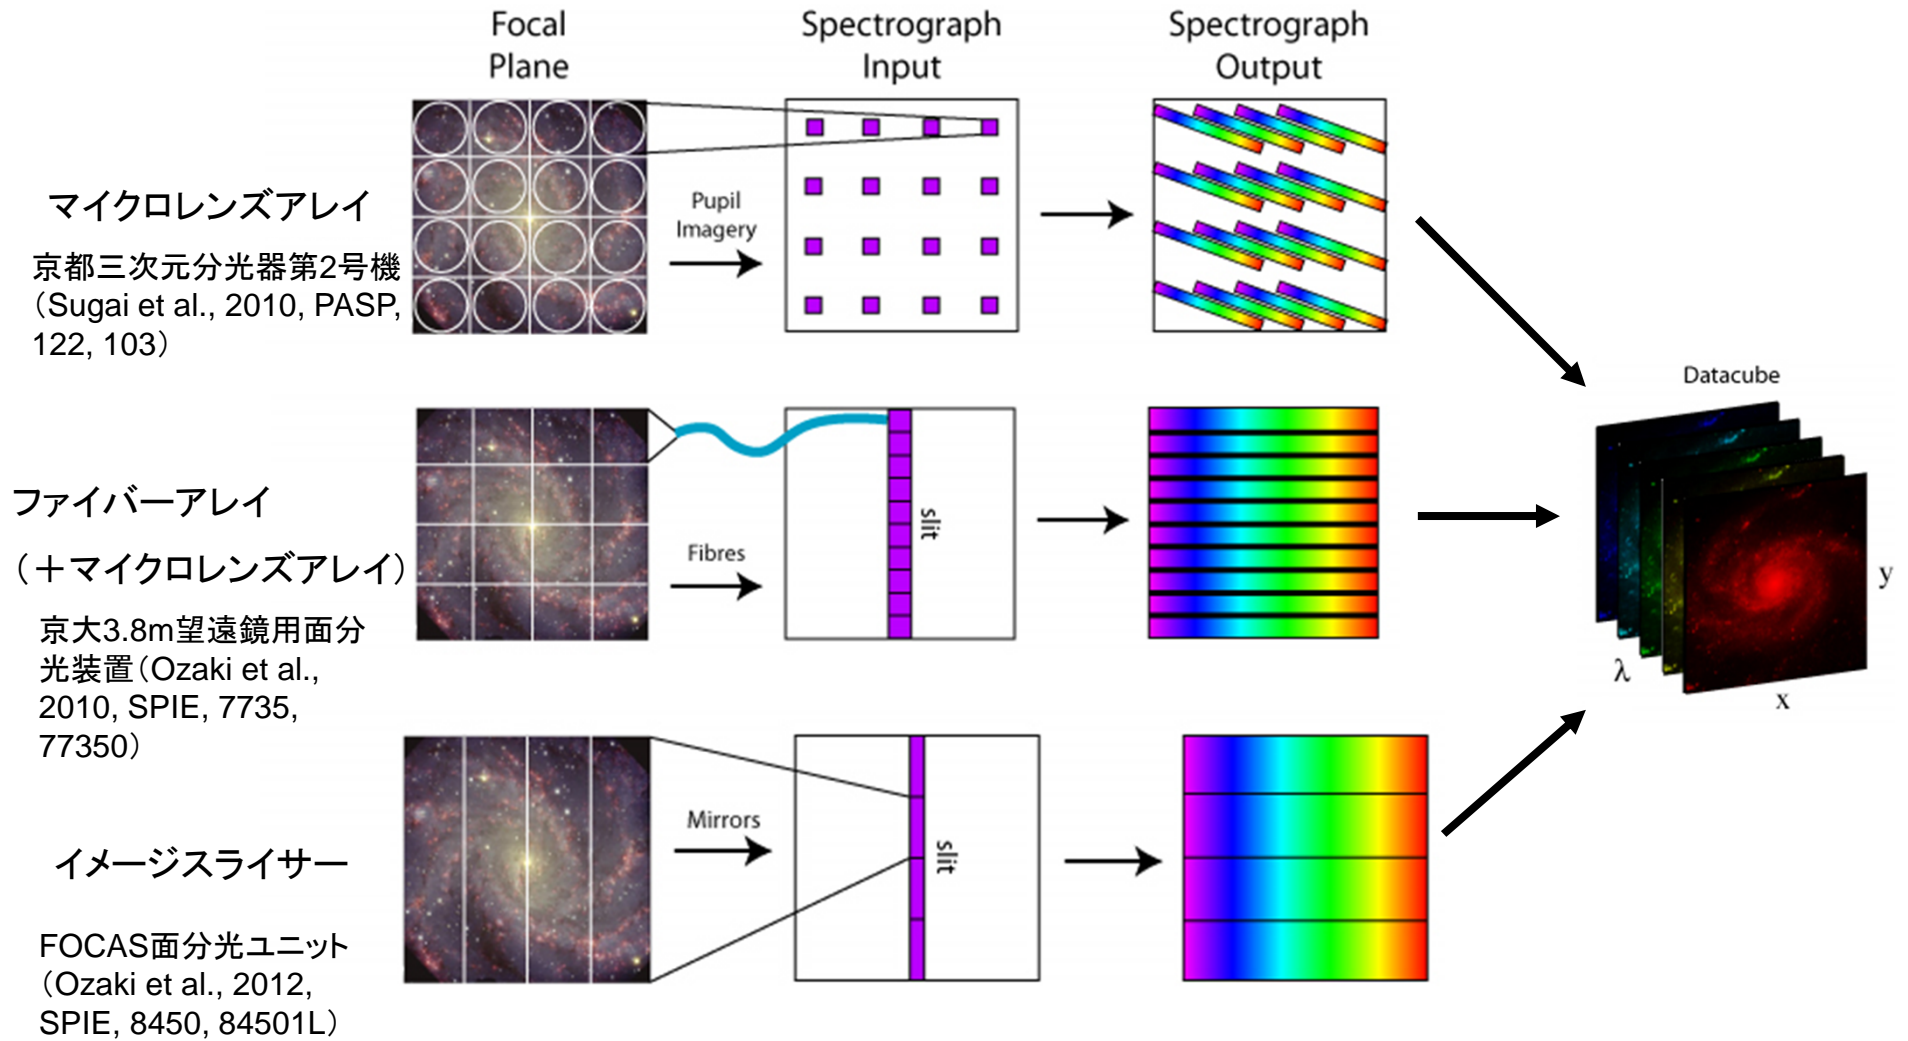 Focal
Plane
Spectrograph
Input
Spectrograph
Output
マイクロレンズアレイ
京都三次元分光器第2号機
（Sugai et al., 2010, PASP,
122, 103）
Pupil
Imagery
Datacube
ファイバーアレイ
（＋マイクロレンズアレイ）
京大3.8m望遠鏡用面分
光装置（Ozaki et al.,
2010, SPIE, 7735,
77350）
Fibres
slit
y
λ
x
イメージスライサー
FOCAS面分光ユニット
（Ozaki et al., 2012,
SPIE, 8450, 84501L）
Mirrors
slit